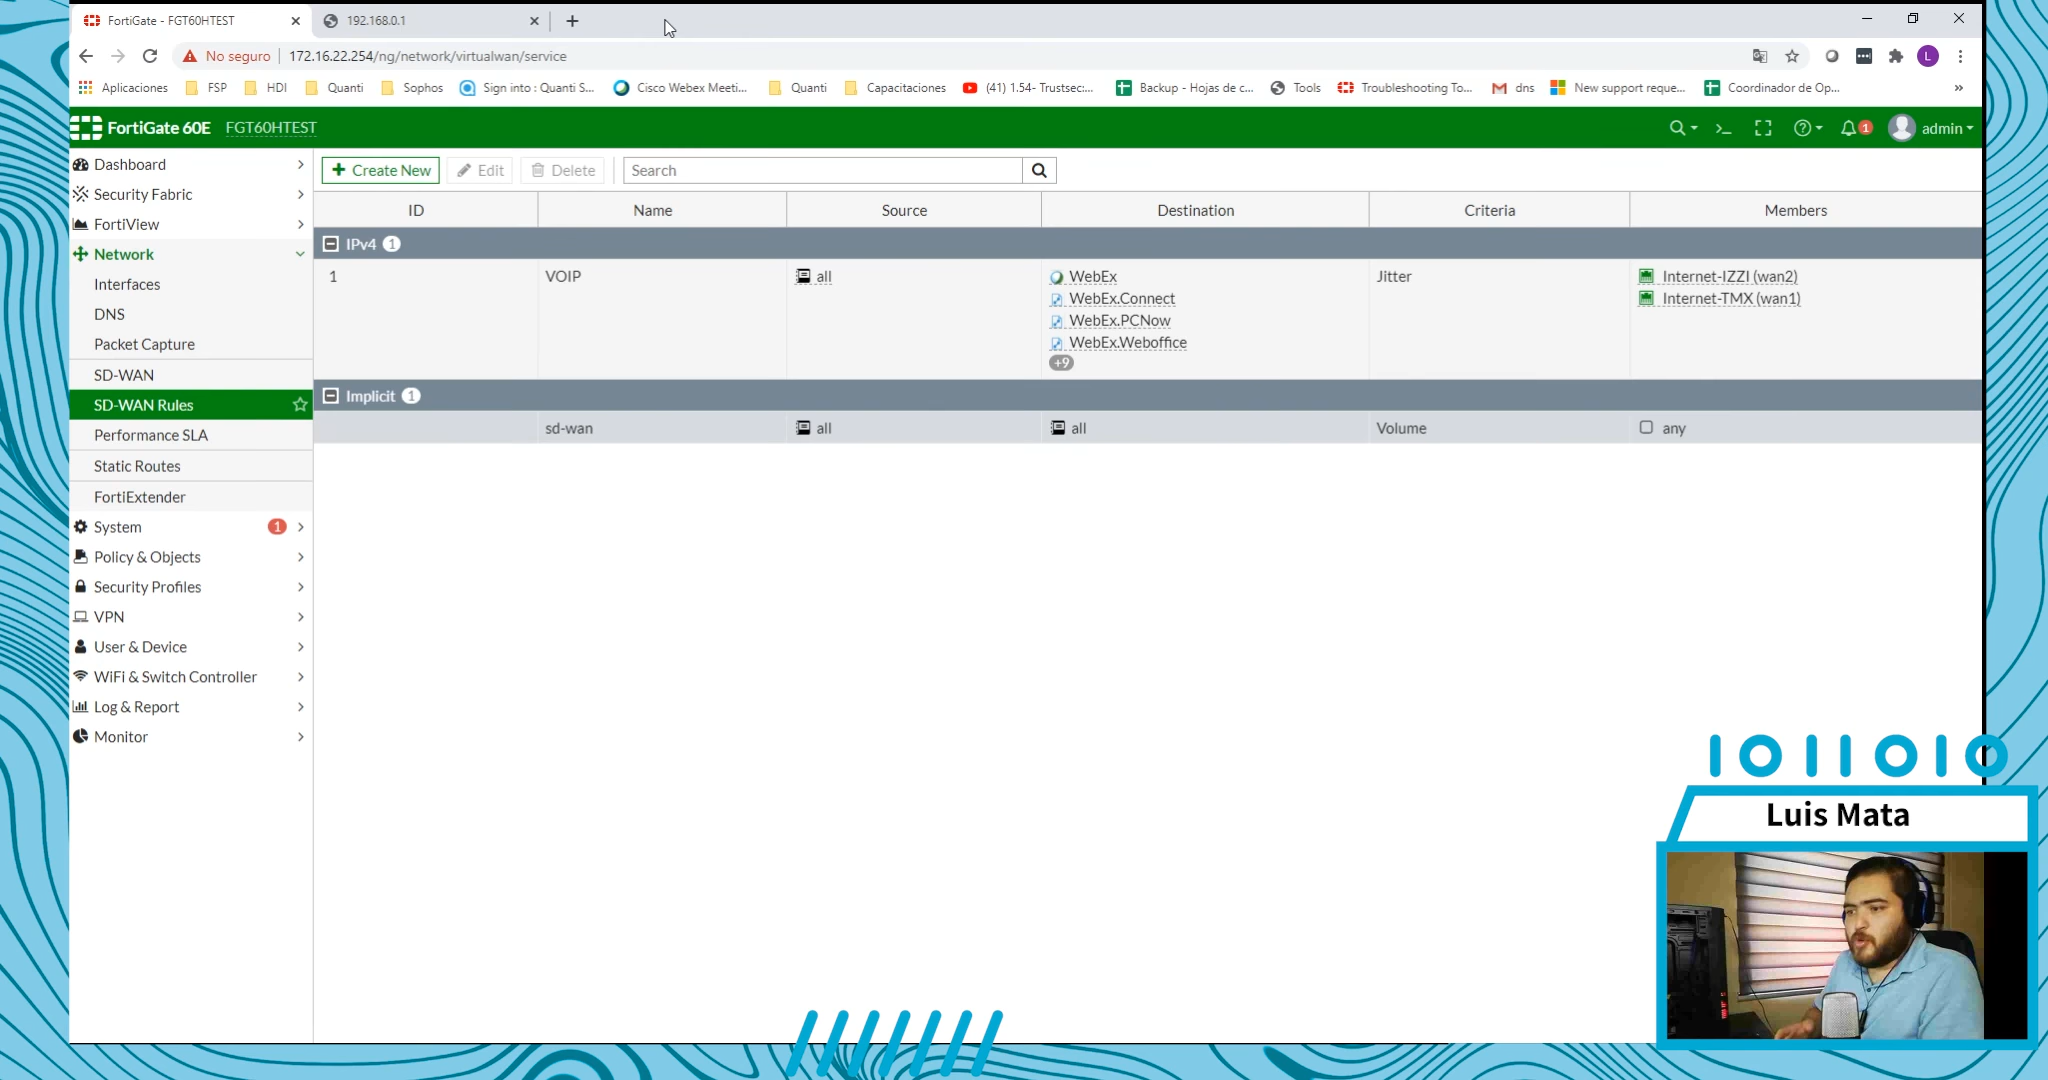 FortiGate - FGT60HTEST
192.168.0.1
No seguro
172.16.22.254/ng/network/virtualwan/service
L
Aplicaciones FSP HDI Quanti Sophos Sign into : Quanti S... Cisco Webex Meeti... Quanti Capacitaciones (41) 1.54- Trustsec:... Backup - Hojas de c... Tools Troubleshooting To... dns New support reque... Coordinador de Op... »
FortiGate 60E FGT60HTEST
1
admin
Dashboard
Security Fabric
FortiView
Network
Interfaces
DNS
Packet Capture
SD-WAN
SD-WAN Rules
Performance SLA
Static Routes
FortiExtender
System 1
Policy & Objects
Security Profiles
VPN
User & Device
WiFi & Switch Controller
Log & Report
Monitor
Create New Edit Delete Search
ID Name Source Destination Criteria Members
IPv4 1
1 VOIP all WebEx Jitter Internet-IZZI (wan2)
WebEx.Connect Internet-TMX (wan1)
WebEx.PCNow
WebEx.Weboffice
+9
Implicit 1
sd-wan all all Volume any
1011010
Luis Mata